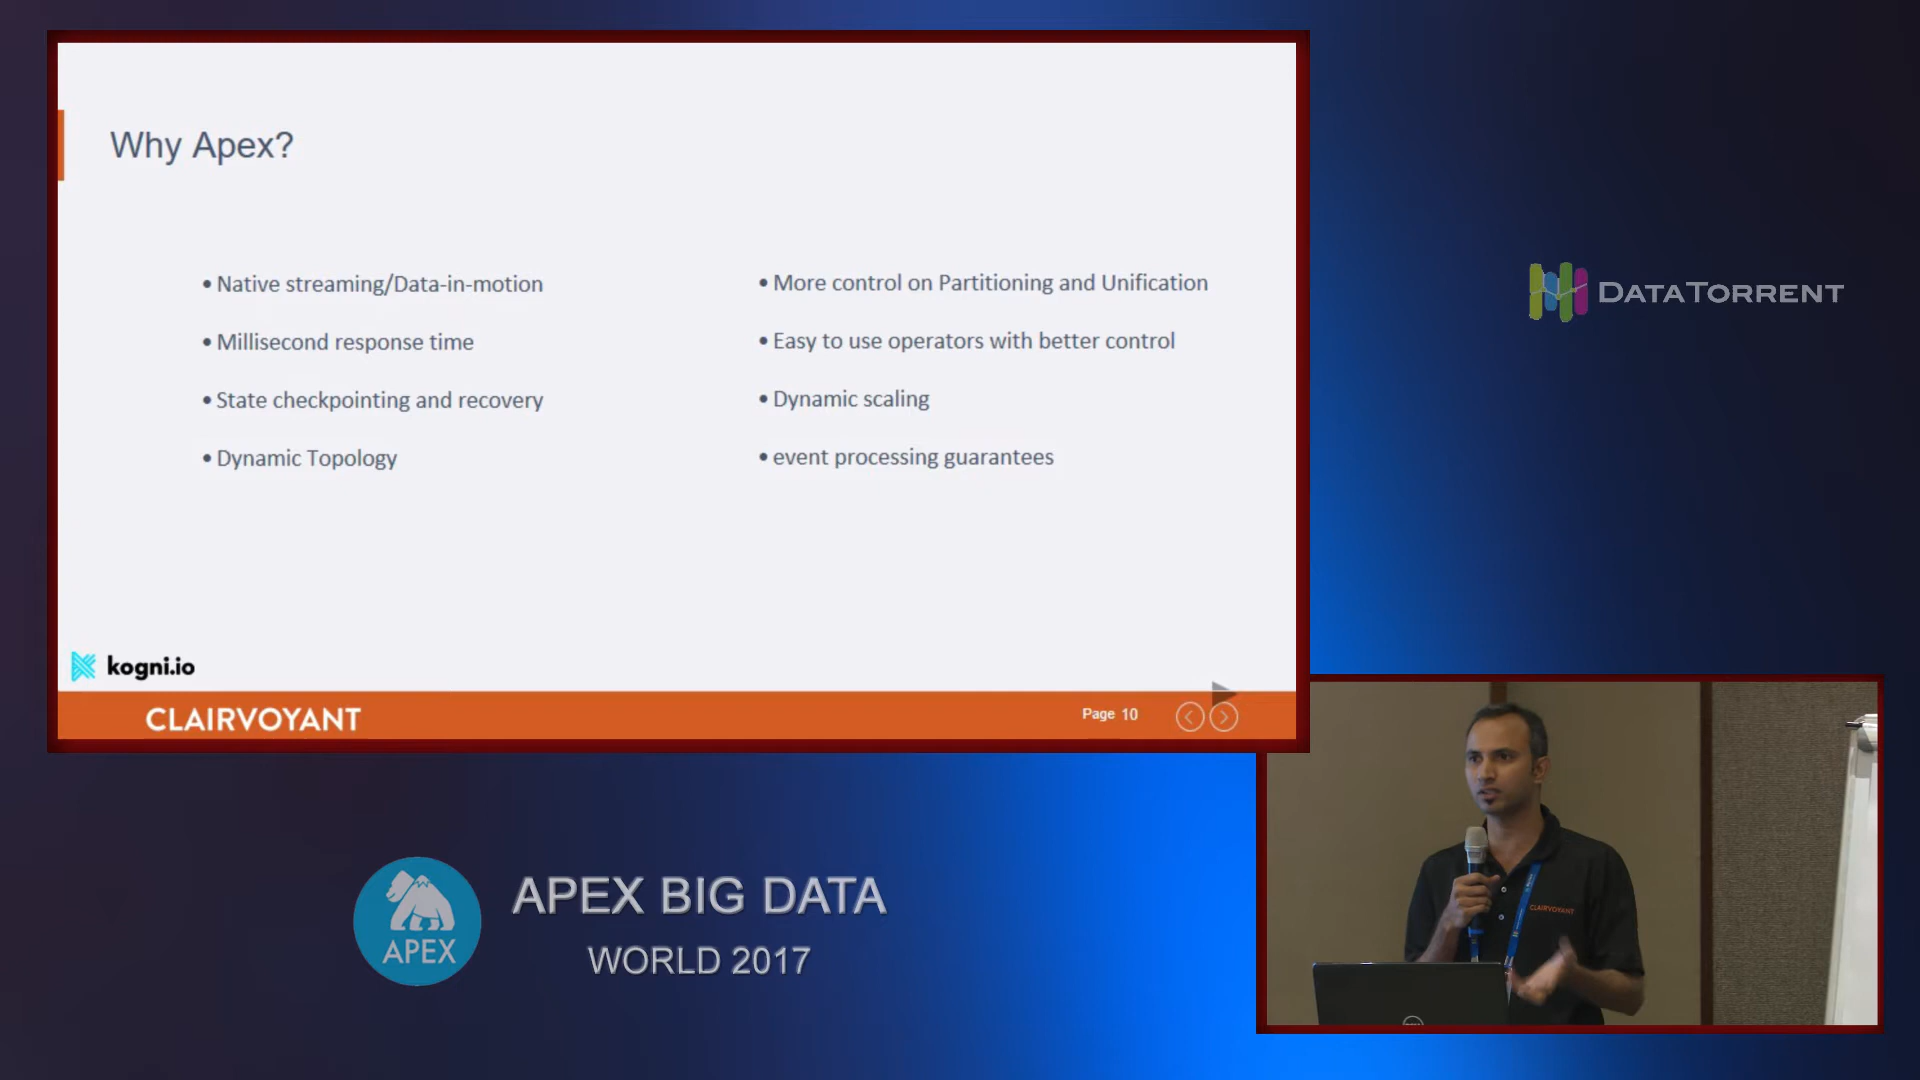 Why Apex?
• Native streaming/Data-in-motion
• Millisecond response time
• State checkpointing and recovery
• Dynamic Topology
• More control on Partitioning and Unification
• Easy to use operators with better control
• Dynamic scaling
• event processing guarantees
kogni.io
CLAIRVOYANT
Page 10
DATATORRENT
APEX
APEX BIG DATA
WORLD 2017
CLAIRVOYANT
DELL